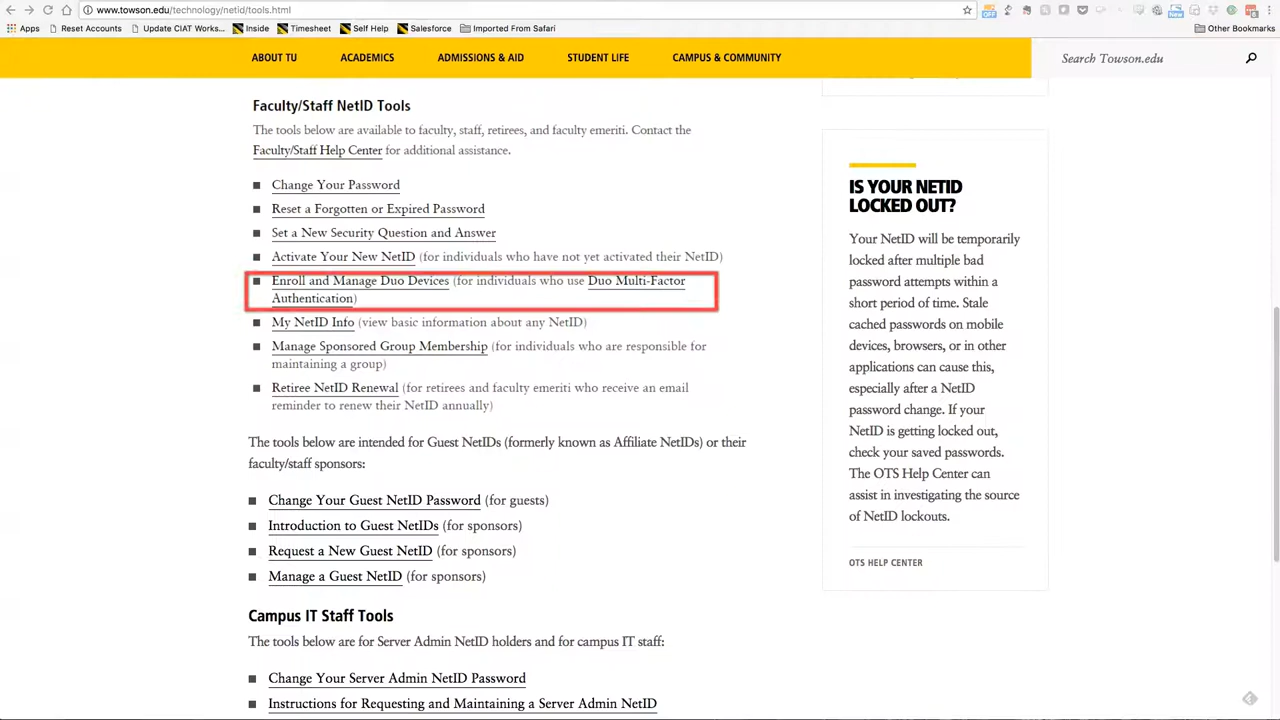 www.towson.edu/technology/netid/tools.html
Apps Reset Accounts Update CIAT Works... Inside Timesheet Self Help Salesforce Imported From Safari Other Bookmarks
ABOUT TU ACADEMICS ADMISSIONS & AID STUDENT LIFE CAMPUS & COMMUNITY Search Towson.edu
Faculty/Staff NetID Tools
The tools below are available to faculty, staff, retirees, and faculty emeriti. Contact the
Faculty/Staff Help Center for additional assistance.
Change Your Password
Reset a Forgotten or Expired Password
Set a New Security Question and Answer
Activate Your New NetID (for individuals who have not yet activated their NetID)
Enroll and Manage Duo Devices (for individuals who use Duo Multi-Factor
Authentication)
My NetID Info (view basic information about any NetID)
Manage Sponsored Group Membership (for individuals who are responsible for
maintaining a group)
Retiree NetID Renewal (for retirees and faculty emeriti who receive an email
reminder to renew their NetID annually)
The tools below are intended for Guest NetIDs (formerly known as Affiliate NetIDs) or their
faculty/staff sponsors:
Change Your Guest NetID Password (for guests)
Introduction to Guest NetIDs (for sponsors)
Request a New Guest NetID (for sponsors)
Manage a Guest NetID (for sponsors)
Campus IT Staff Tools
The tools below are for Server Admin NetID holders and for campus IT staff:
Change Your Server Admin NetID Password
Instructions for Requesting and Maintaining a Server Admin NetID
IS YOUR NETID
LOCKED OUT?
Your NetID will be temporarily
locked after multiple bad
password attempts within a
short period of time. Stale
cached passwords on mobile
devices, browsers, or in other
applications can cause this,
especially after a NetID
password change. If your
NetID is getting locked out,
check your saved passwords.
The OTS Help Center can
assist in investigating the source
of NetID lockouts.
OTS HELP CENTER